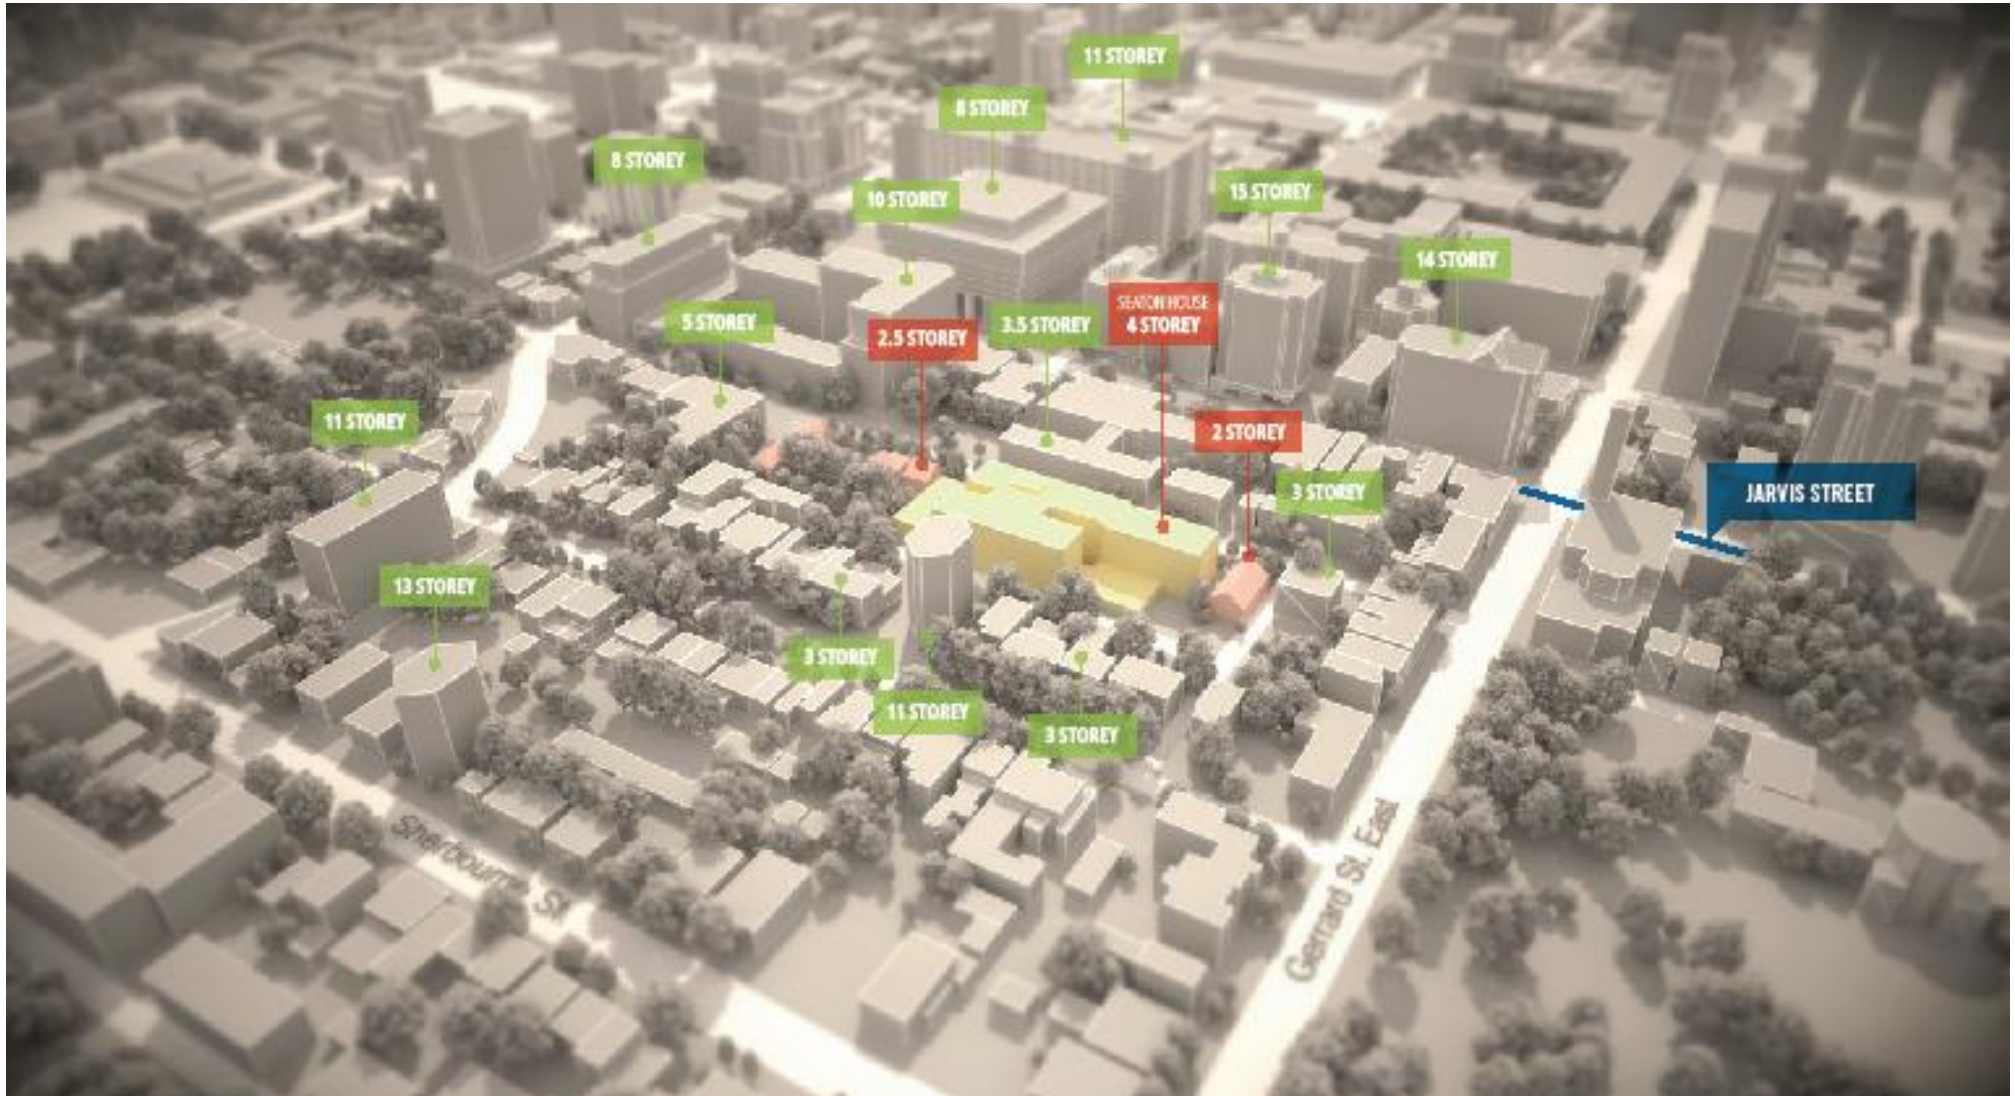 11 STOREY
8 STOREY
8 STOREY
10 STOREY
15 STOREY
14 STOREY
5 STOREY
2.5 STOREY
3.5 STOREY
SEATON HOUSE
4 STOREY
11 STOREY
2 STOREY
3 STOREY
JARVIS STREET
13 STOREY
3 STOREY
11 STOREY
3 STOREY
Sherbourne St
Gerrard St. East